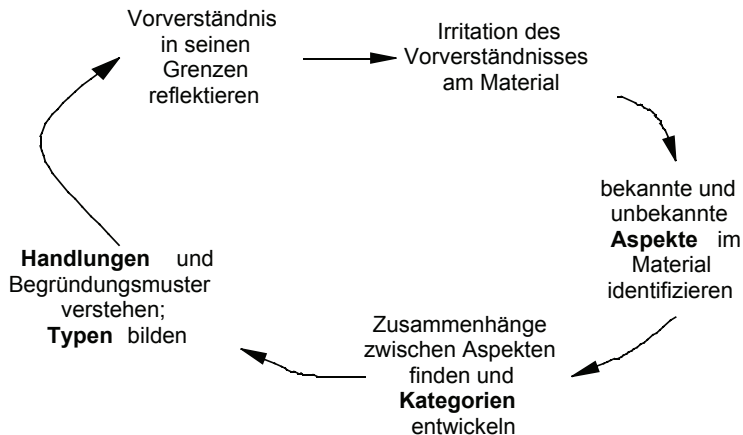 Vorverständnis
in seinen
Grenzen
reflektieren
Irritation des
Vorverständnisses
am Material
bekannte und
unbekannte
Aspekte im
Material
identifizieren
Zusammenhänge
zwischen Aspekten
finden und
Kategorien
entwickeln
Handlungen und
Begründungsmuster
verstehen;
Typen bilden